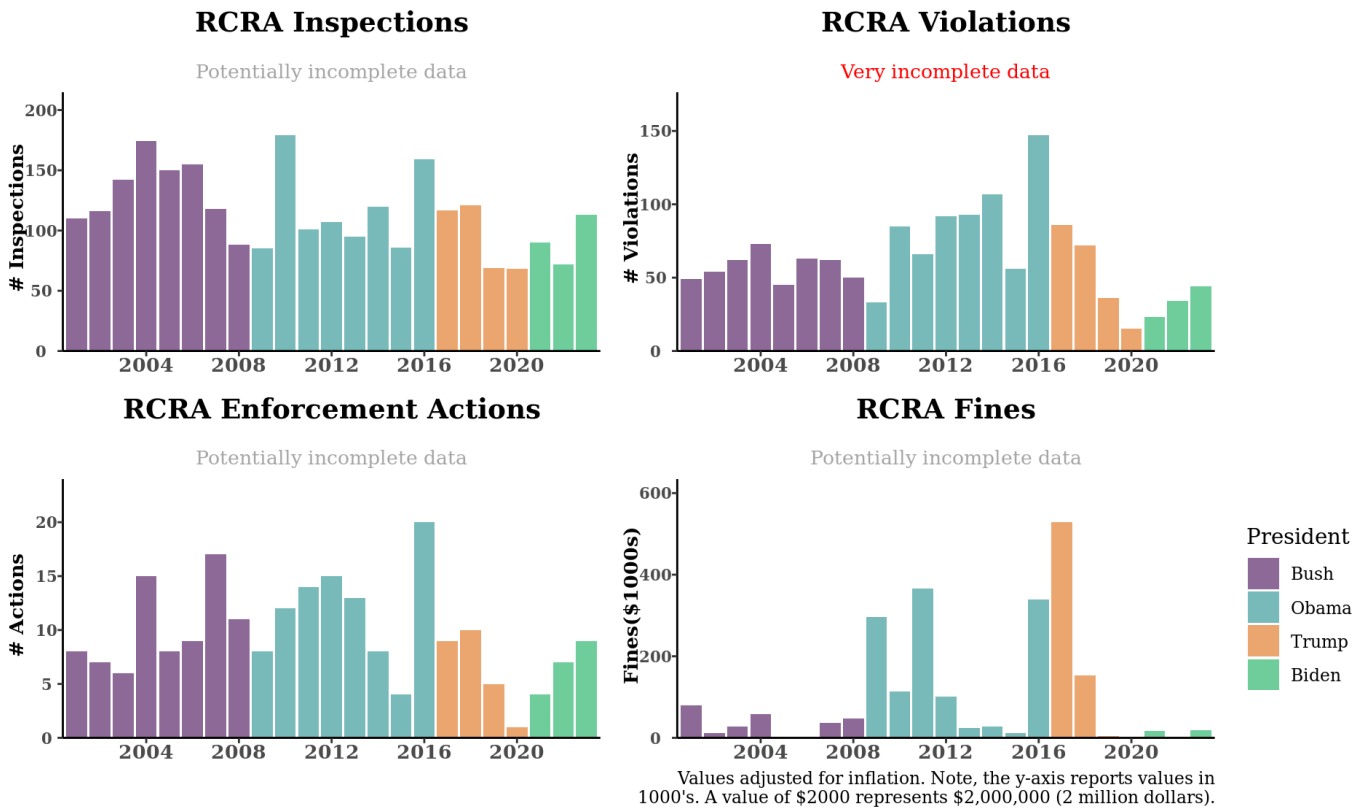 RCRA Inspections
Potentially incomplete data
# Inspections
200
150
100
50
0
2004 2008 2012 2016 2020
RCRA Violations
Very incomplete data
# Violations
150
100
50
0
2004 2008 2012 2016 2020
RCRA Enforcement Actions
Potentially incomplete data
# Actions
20
15
10
5
0
2004 2008 2012 2016 2020
RCRA Fines
Potentially incomplete data
Fines($1000s)
600
400
200
0
2004 2008 2012 2016 2020
President
Bush
Obama
Trump
Biden
Values adjusted for inflation. Note, the y-axis reports values in
1000's. A value of $2000 represents $2,000,000 (2 million dollars).